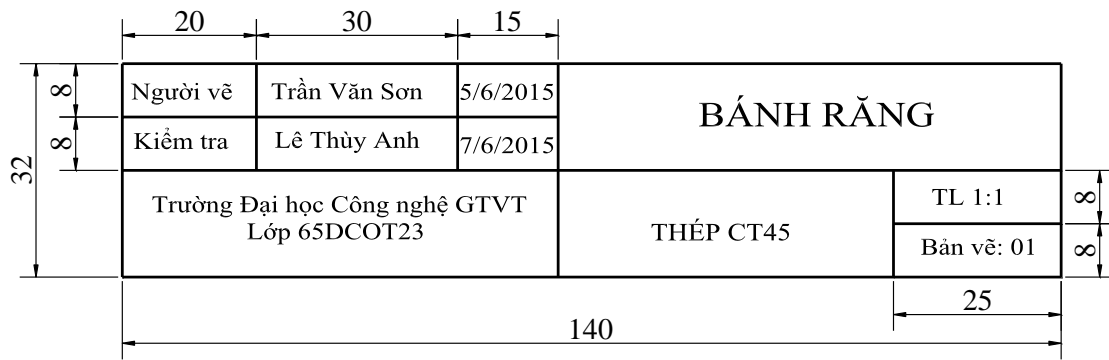 20 30 15
8 Người vẽ Trần Văn Sơn 5/6/2015 BÁNH RĂNG
8 Kiểm tra Lê Thùy Anh 7/6/2015
32
Trường Đại học Công nghệ GTVT
Lớp 65DCOT23
THÉP CT45
TL 1:1 8
Bản vẽ: 01 8
25
140